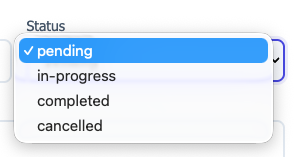 Status
✓ pending
in-progress
completed
cancelled